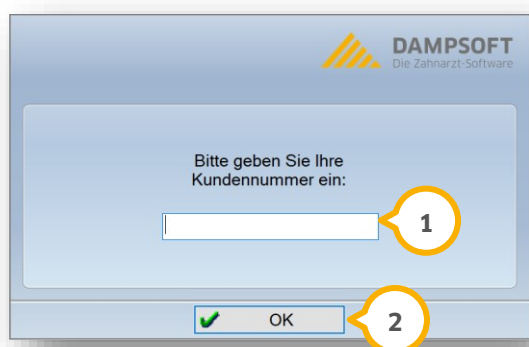 DAMPSOFT
Die Zahnarzt-Software
Bitte geben Sie Ihre
Kundennummer ein:
1
OK
2